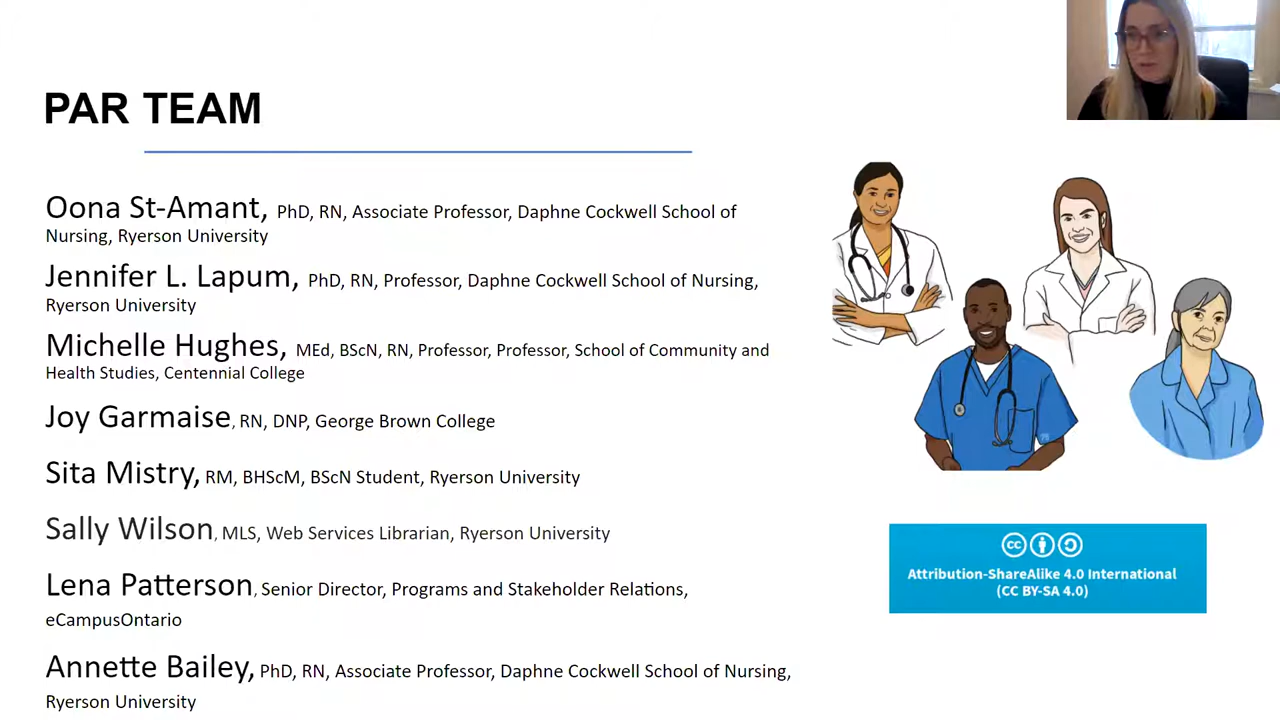 PAR TEAM
Oona St-Amant, PhD, RN, Associate Professor, Daphne Cockwell School of
Nursing, Ryerson University
Jennifer L. Lapum, PhD, RN, Professor, Daphne Cockwell School of Nursing,
Ryerson University
Michelle Hughes, MEd, BScN, RN, Professor, Professor, School of Community and
Health Studies, Centennial College
Joy Garmaise, RN, DNP, George Brown College
Sita Mistry, RM, BHScM, BScN Student, Ryerson University
Sally Wilson, MLS, Web Services Librarian, Ryerson University
Lena Patterson, Senior Director, Programs and Stakeholder Relations,
eCampusOntario
Annette Bailey, PhD, RN, Associate Professor, Daphne Cockwell School of Nursing,
Ryerson University
cc
Attribution-ShareAlike 4.0 International
(CC BY-SA 4.0)